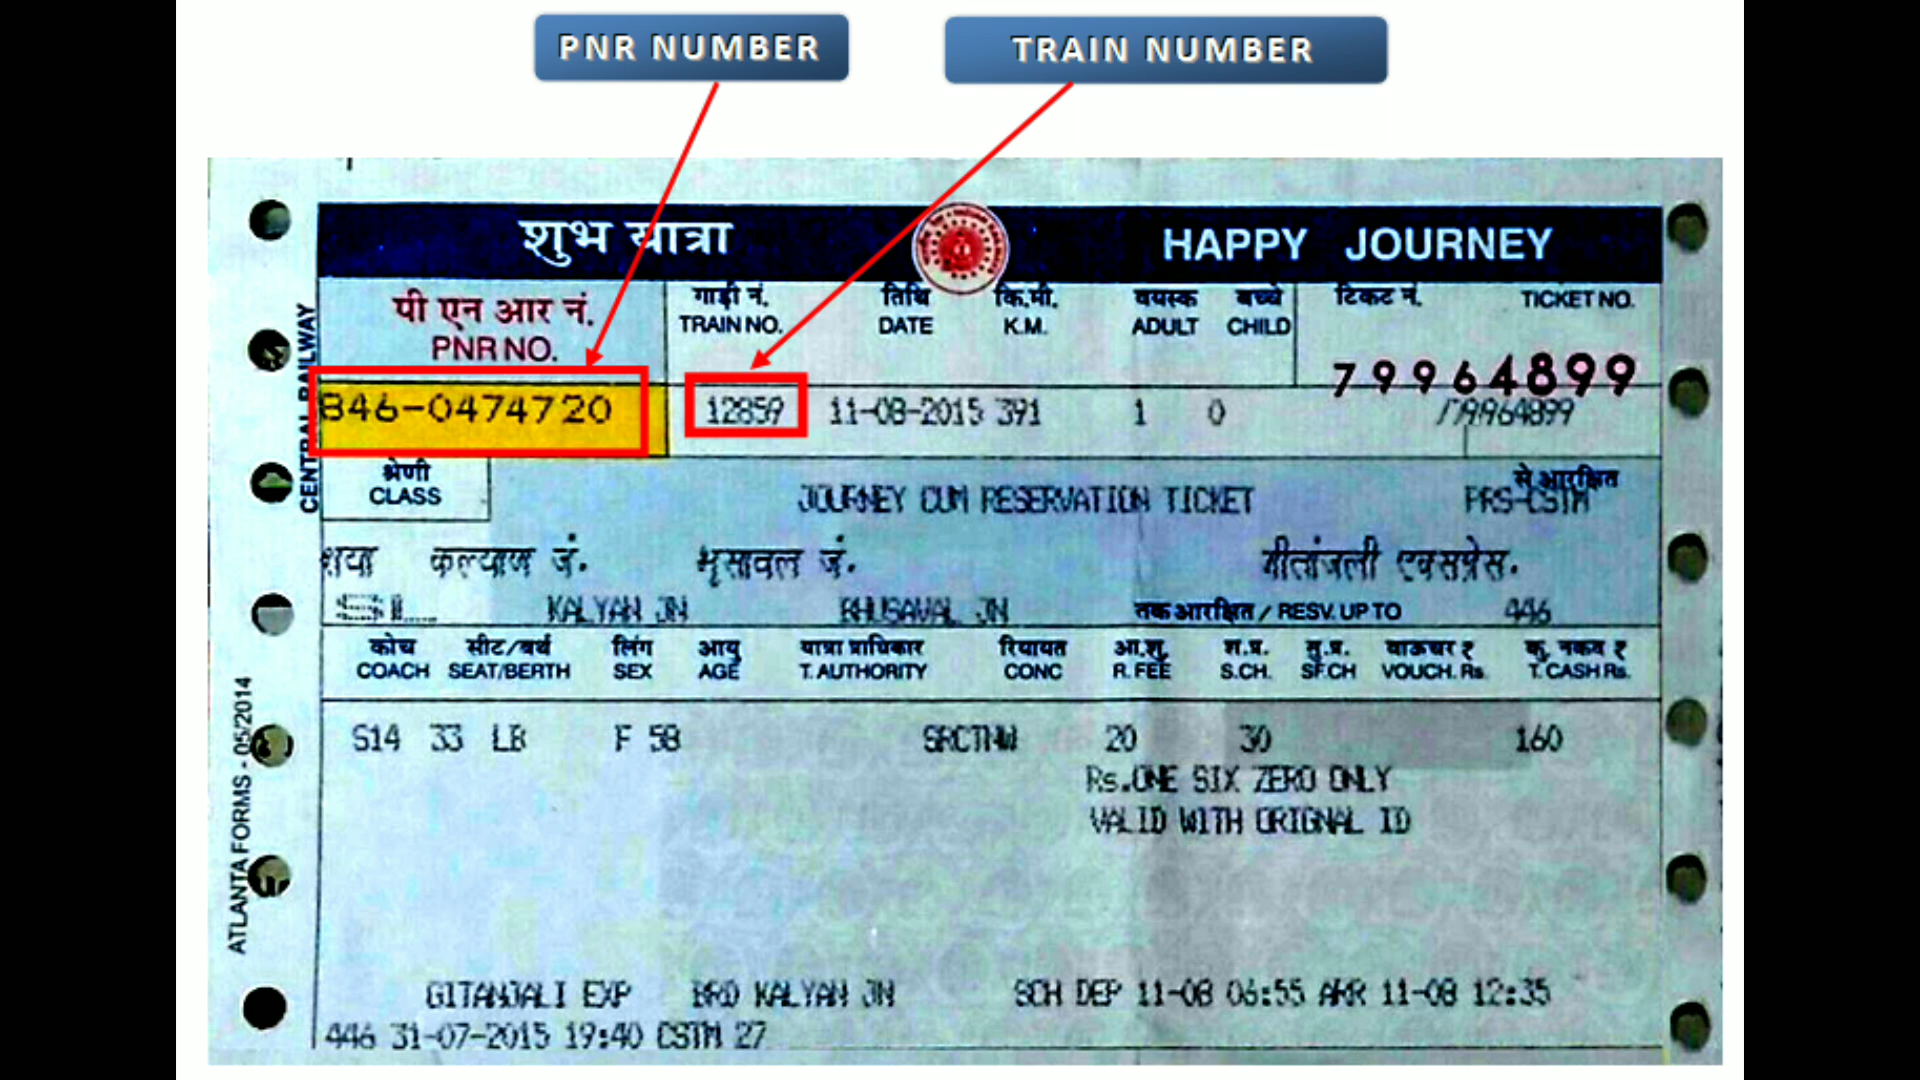 PNR NUMBER TRAIN NUMBER
शुभ यात्रा HAPPY JOURNEY
पी एन आर नं. गाड़ी नं. तिथि कि.मी. वयस्क बच्चे टिकट नं. TICKET NO.
PNR NO. TRAIN NO. DATE K.M. ADULT CHILD
79964899
846-0474720 12859 11-08-2015 391 1 0 79964899
CENTRAL RAILWAY
श्रेणी से आरक्षित
CLASS JOURNEY CUM RESERVATION TICKET PRS-CSTM
शया कल्याण जं. भुसावल जं. गीतांजली एक्सप्रेस.
SL KALYAN JN BHUSAVAL JN तक आरक्षित / RESV. UP TO 446
कोच सीट/बर्थ लिंग आयु यात्रा प्राधिकार रियायत आ.शु. श.प्र. सु.प्र. वाऊचर ₹ कु. नकद ₹
COACH SEAT/BERTH SEX AGE T. AUTHORITY CONC R. FEE S.CH. SF.CH VOUCH. Rs. T. CASH Rs.
S14 33 LB F 58 SRCTNW 20 30 160
Rs.ONE SIX ZERO ONLY
VALID WITH ORIGNAL ID
ATLANTA FORMS - 05/2014
GITANJALI EXP BRD KALYAN JN SCH DEP 11-08 06:55 ARR 11-08 12:35
446 31-07-2015 19:40 CSTM 27